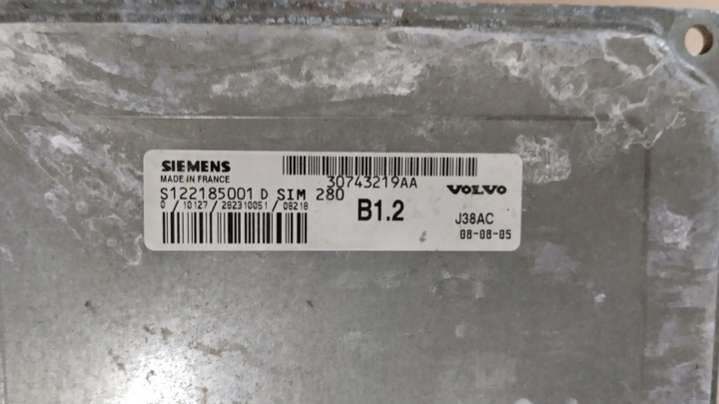 SIEMENS
MADE IN FRANCE
30743219AA
S122185001 D SIM 280
0 / 10127 / 282310051 / 08218
B1.2
VOLVO
J38AC
08-08-05